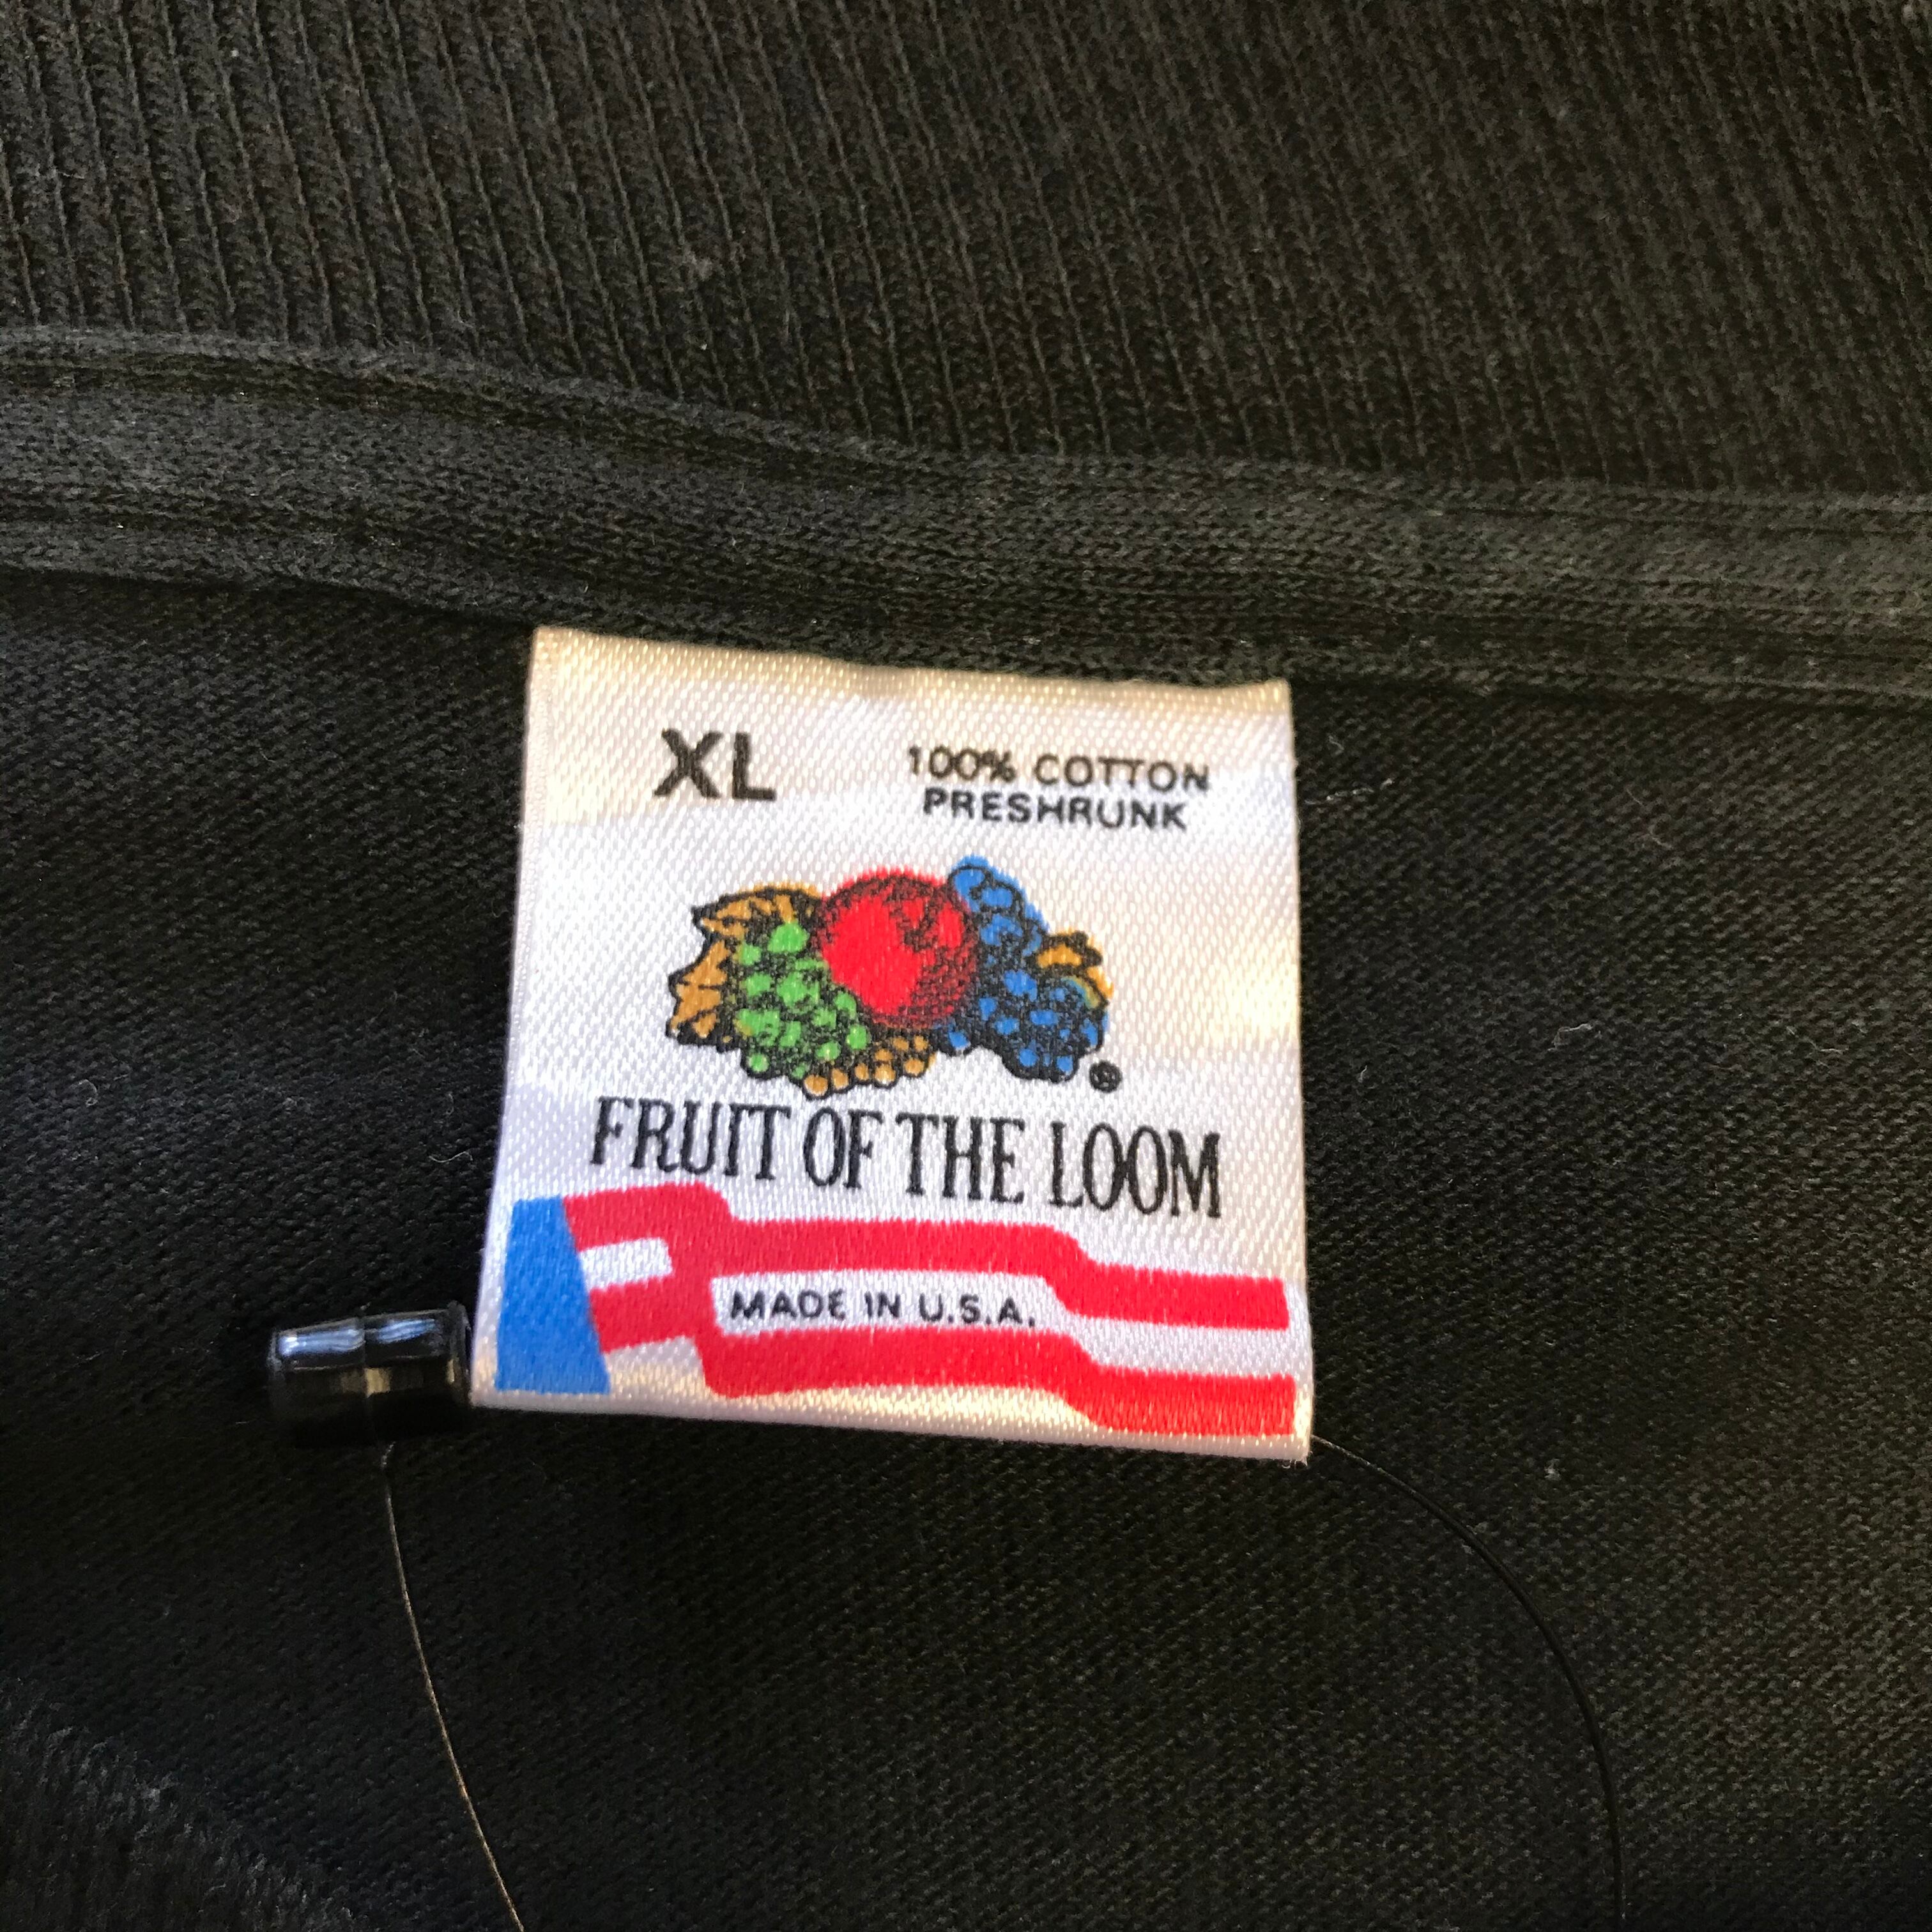 XL
100% COTTON
PRESHRUNK
®
FRUIT OF THE LOOM
MADE IN U.S.A.